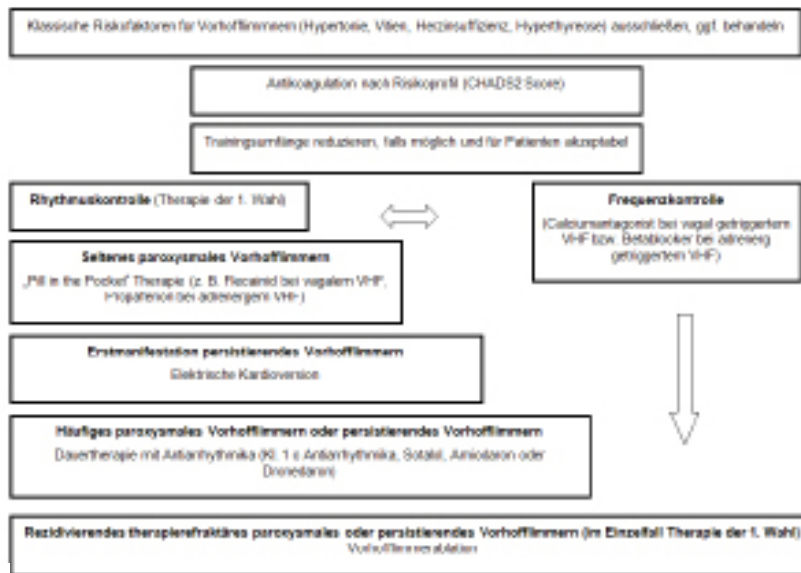 Klassische Risikofaktoren für Vorhofflimmern (Hypertonie, Vitien, Herzinsuffizienz, Hyperthyreose) ausschließen, ggf. behandeln
Antikoagulation nach Risikoprofil (CHADS2 Score)
Trainingsumfänge reduzieren, falls möglich und für Patienten akzeptabel
Rhythmuskontrolle (Therapie der 1. Wahl)
Frequenzkontrolle
(Calciumantagonist bei vagal getriggertem
VHF bzw. Betablocker bei adrenerg
getriggertem VHF)
Seltenes paroxysmales Vorhofflimmern
„Pill in the Pocket“ Therapie (z. B. Flecainid bei vagalem VHF,
Propafenon bei adrenergem VHF)
Erstmanifestation persistierendes Vorhofflimmern
Elektrische Kardioversion
Häufiges paroxysmales Vorhofflimmern oder persistierendes Vorhofflimmern
Dauertherapie mit Antiarrhythmika (Kl. 1 c Antiarrhythmika, Sotalol, Amiodaron oder
Dronedaron)
Rezidivierendes therapierefraktäres paroxysmales oder persistierendes Vorhofflimmern (im Einzelfall Therapie der 1. Wahl)
Vorhofflimmerablation